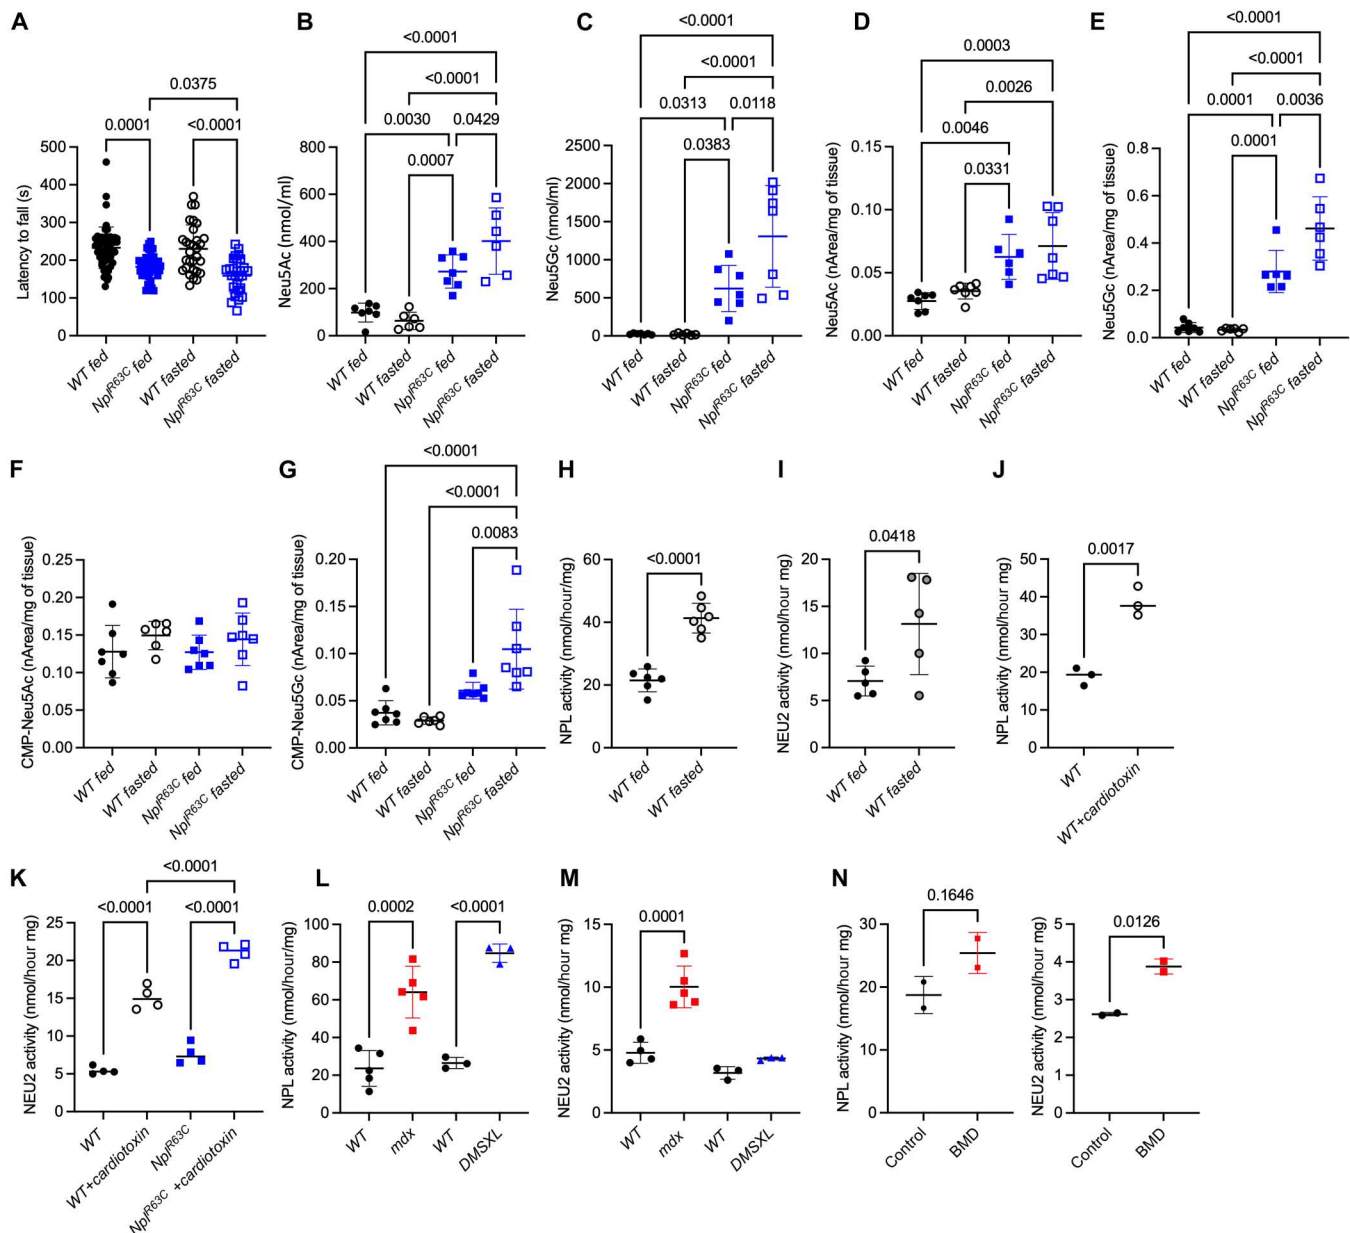 A
0.0375
0.0001
<0.0001
Latency to fall (s)
500
400
300
200
100
0
WT fed
Npl^R63C fed
WT fasted
Npl^R63C fasted
B
<0.0001
<0.0001
0.0030
0.0429
0.0007
Neu5Ac (nmol/ml)
800
600
400
200
0
WT fed
WT fasted
Npl^R63C fed
Npl^R63C fasted
C
<0.0001
<0.0001
0.0313
0.0118
0.0383
Neu5Gc (nmol/ml)
2500
2000
1500
1000
500
0
WT fed
WT fasted
Npl^R63C fed
Npl^R63C fasted
D
0.0003
0.0026
0.0046
0.0331
Neu5Ac (nArea/mg of tissue)
0.15
0.10
0.05
0.00
WT fed
WT fasted
Npl^R63C fed
Npl^R63C fasted
E
<0.0001
<0.0001
0.0001
0.0036
0.0001
Neu5Gc (nArea/mg of tissue)
0.8
0.6
0.4
0.2
0.0
WT fed
WT fasted
Npl^R63C fed
Npl^R63C fasted
F
CMP-Neu5Ac (nArea/mg of tissue)
0.25
0.20
0.15
0.10
0.05
0.00
WT fed
WT fasted
Npl^R63C fed
Npl^R63C fasted
G
<0.0001
<0.0001
0.0083
CMP-Neu5Gc (nArea/mg of tissue)
0.20
0.15
0.10
0.05
0.00
WT fed
WT fasted
Npl^R63C fed
Npl^R63C fasted
H
<0.0001
NPL activity (nmol/hour/mg)
60
40
20
0
WT fed
WT fasted
I
0.0418
NEU2 activity (nmol/hour mg)
20
15
10
5
0
WT fed
WT fasted
J
0.0017
NPL activity (nmol/hour mg)
50
40
30
20
10
0
WT
WT+cardiotoxin
K
<0.0001
<0.0001
<0.0001
NEU2 activity (nmol/hour mg)
25
20
15
10
5
0
WT
WT+cardiotoxin
Npl^R63C
Npl^R63C +cardiotoxin
L
0.0002
<0.0001
NPL activity (nmol/hour/mg)
100
80
60
40
20
0
WT
mdx
WT
DMSXL
M
0.0001
NEU2 activity (nmol/hour mg)
15
10
5
0
WT
mdx
WT
DMSXL
N
0.1646
NPL activity (nmol/hour mg)
30
20
10
0
Control
BMD
0.0126
NEU2 activity (nmol/hour mg)
5
4
3
2
1
0
Control
BMD